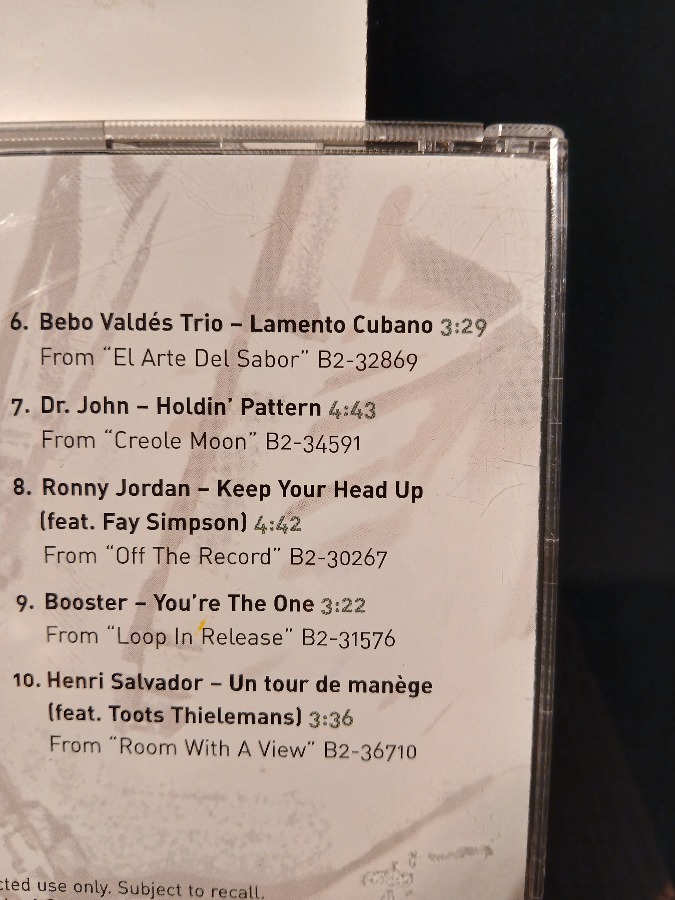 6. Bebo Valdés Trio – Lamento Cubano 3:29
From “El Arte Del Sabor” B2-32869
7. Dr. John – Holdin’ Pattern 4:43
From “Creole Moon” B2-34591
8. Ronny Jordan – Keep Your Head Up
(feat. Fay Simpson) 4:42
From “Off The Record” B2-30267
9. Booster – You’re The One 3:22
From “Loop In Release” B2-31576
10. Henri Salvador – Un tour de manège
(feat. Toots Thielemans) 3:36
From “Room With A View” B2-36710
cted use only. Subject to recall.